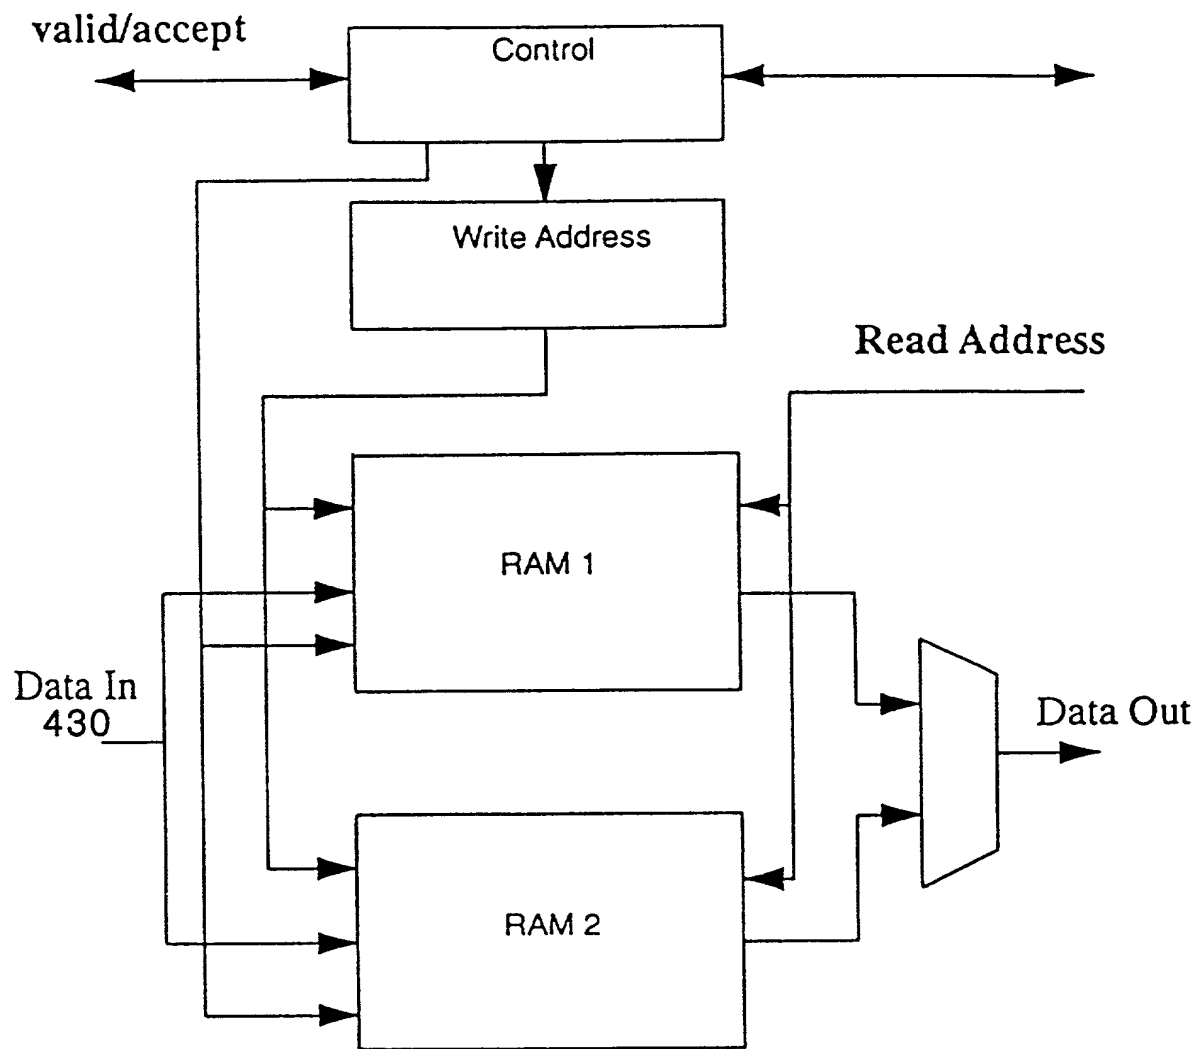 valid/accept
Control
Write Address
Read Address
RAM 1
Data In
430
Data Out
RAM 2